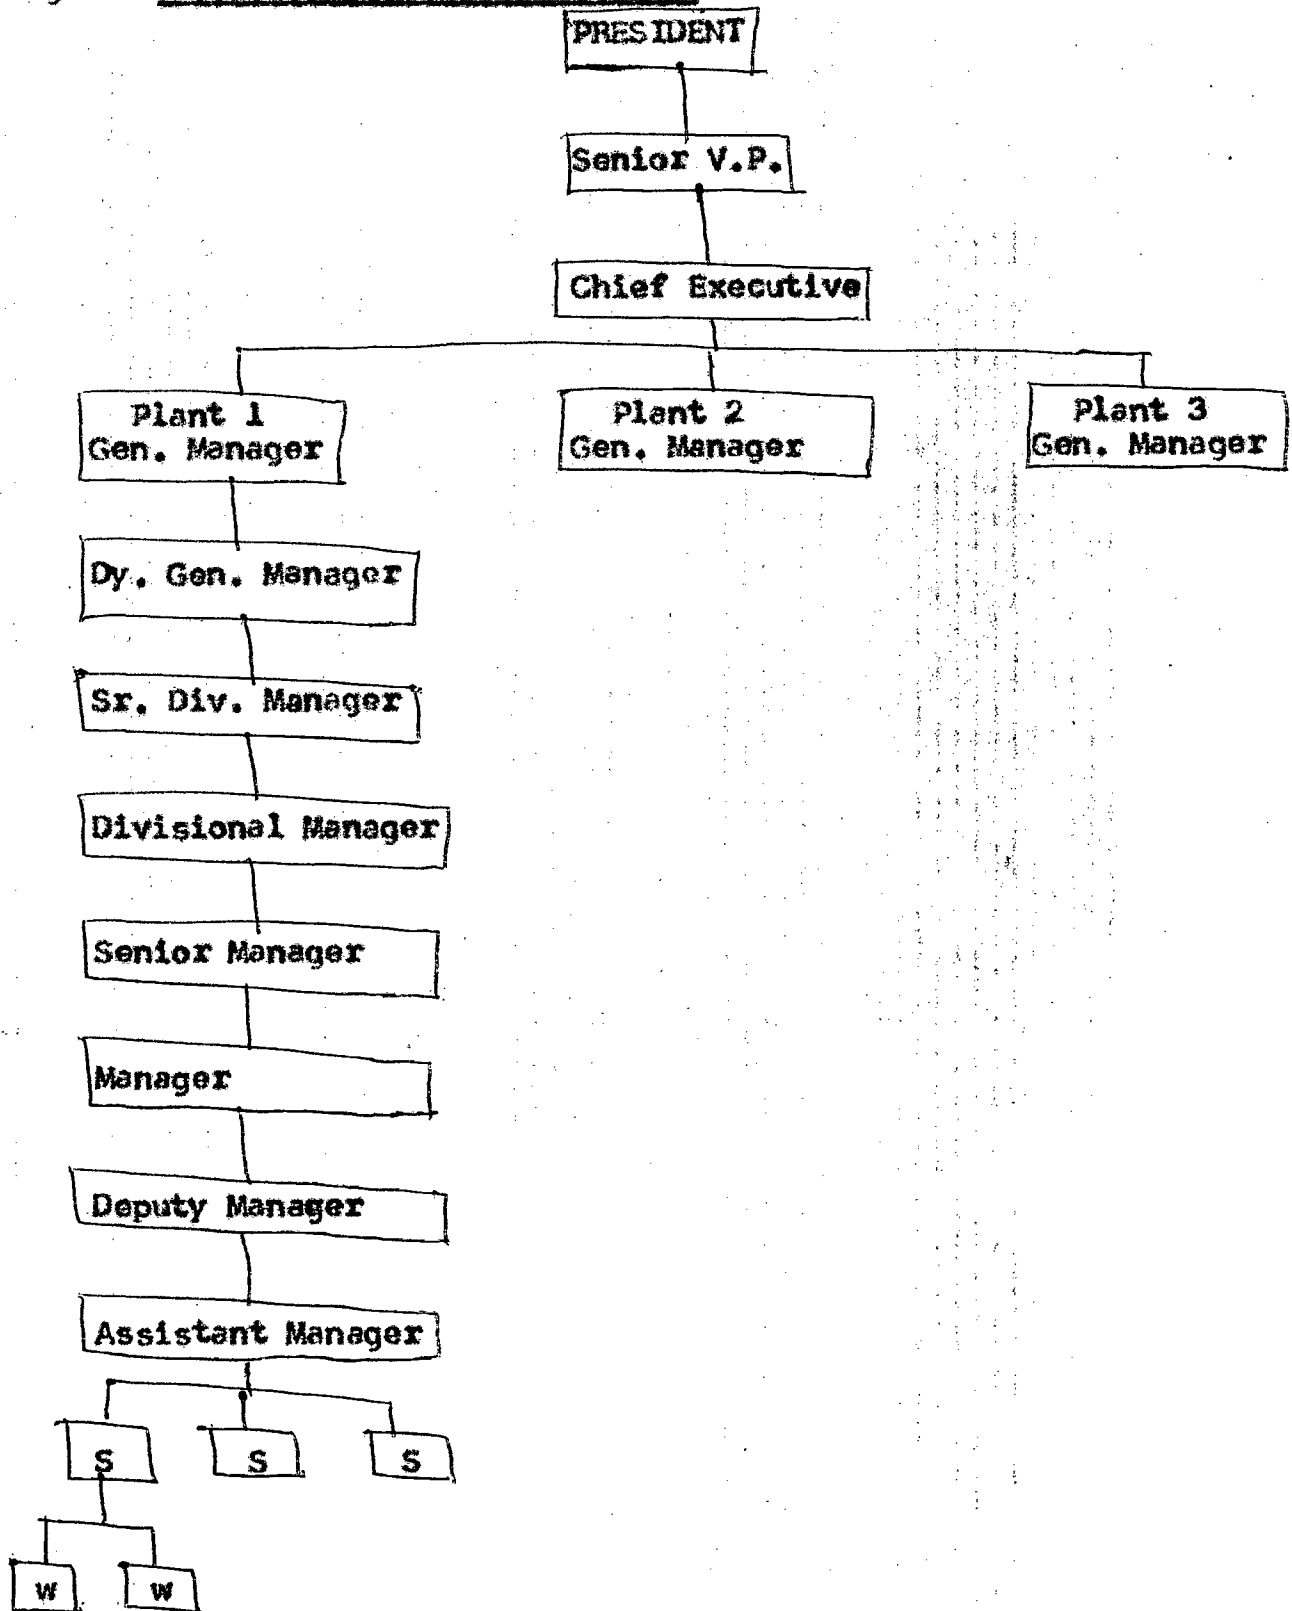 PRESIDENT
Senior V.P.
Chief Executive
Plant 1
Gen. Manager
Plant 2
Gen. Manager
Plant 3
Gen. Manager
Dy. Gen. Manager
Sr. Div. Manager
Divisional Manager
Senior Manager
Manager
Deputy Manager
Assistant Manager
S S S
W W